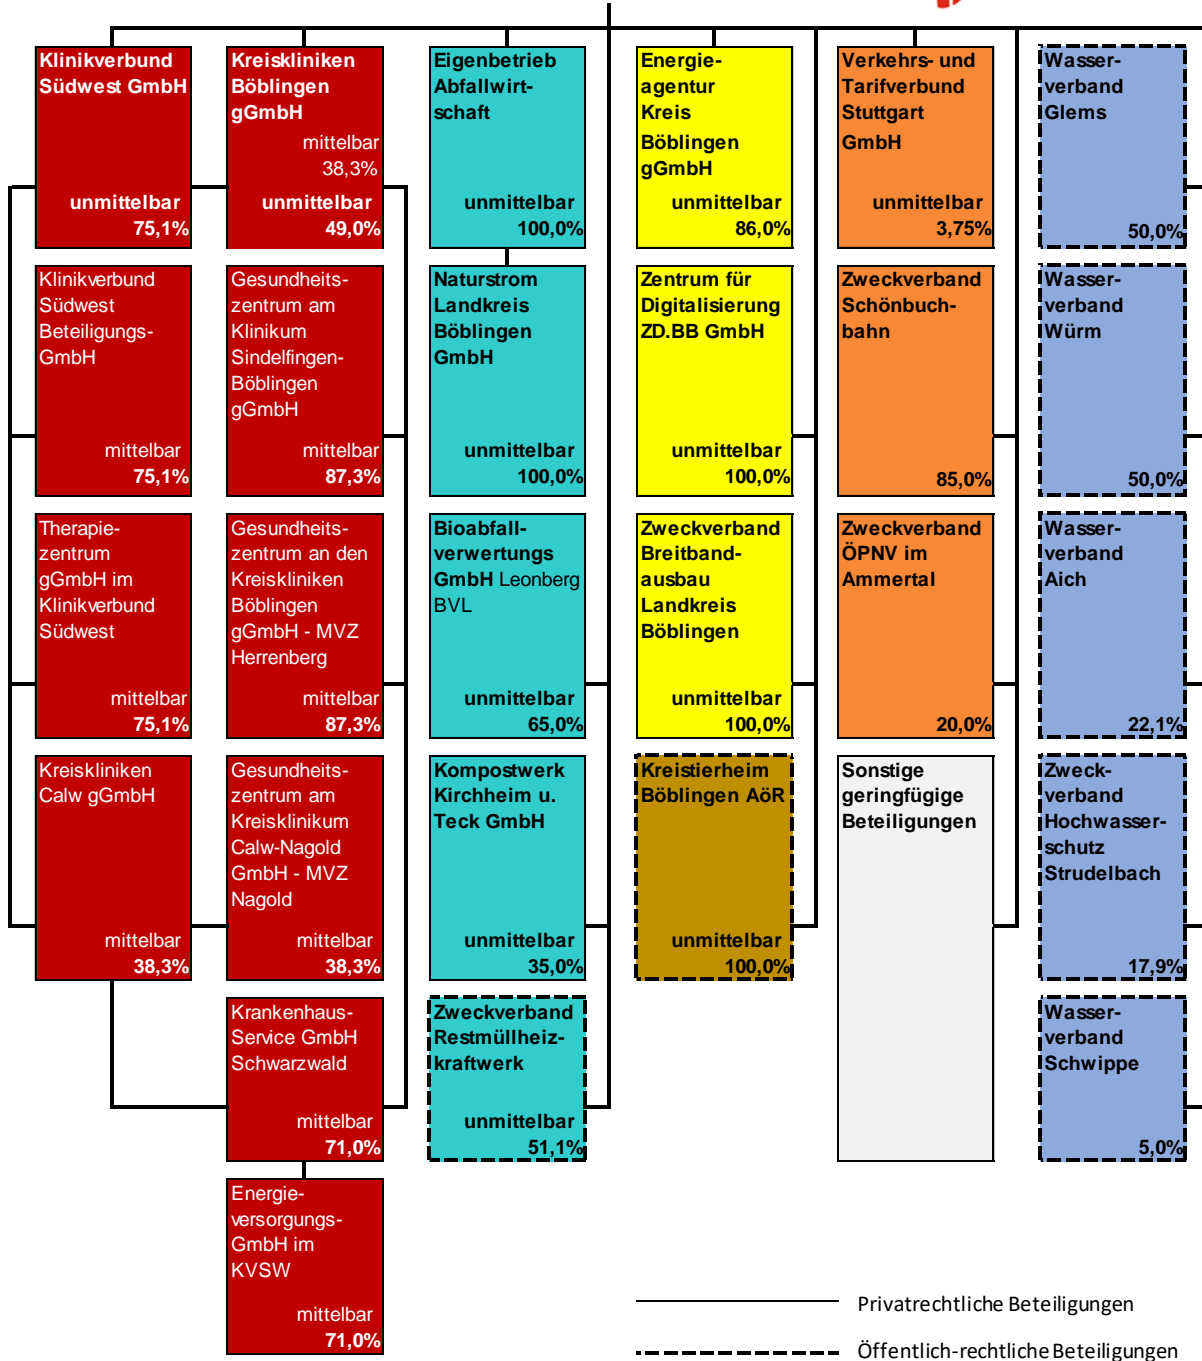 Klinikverbund
Südwest GmbH
unmittelbar
75,1%
Kreiskliniken
Böblingen
gGmbH
mittelbar
38,3%
unmittelbar
49,0%
Eigenbetrieb
Abfallwirt-
schaft
unmittelbar
100,0%
Energie-
agentur
Kreis
Böblingen
gGmbH
unmittelbar
86,0%
Verkehrs- und
Tarifverbund
Stuttgart
GmbH
unmittelbar
3,75%
Wasser-
verband
Glems
50,0%
Klinikverbund
Südwest
Beteiligungs-
GmbH
mittelbar
75,1%
Gesundheits-
zentrum am
Klinikum
Sindelfingen-
Böblingen
gGmbH
mittelbar
87,3%
Naturstrom
Landkreis
Böblingen
GmbH
unmittelbar
100,0%
Zentrum für
Digitalisierung
ZD.BB GmbH
unmittelbar
100,0%
Zweckverband
Schönbuch-
bahn
85,0%
Wasser-
verband
Würm
50,0%
Therapie-
zentrum
gGmbH im
Klinikverbund
Südwest
mittelbar
75,1%
Gesundheits-
zentrum an den
Kreiskliniken
Böblingen
gGmbH - MVZ
Herrenberg
mittelbar
87,3%
Bioabfall-
verwertungs
GmbH Leonberg
BVL
unmittelbar
65,0%
Zweckverband
Breitband-
ausbau
Landkreis
Böblingen
unmittelbar
100,0%
Zweckverband
ÖPNV im
Ammertal
20,0%
Wasser-
verband
Aich
22,1%
Kreiskliniken
Calw gGmbH
mittelbar
38,3%
Gesundheits-
zentrum am
Kreisklinikum
Calw-Nagold
GmbH - MVZ
Nagold
mittelbar
38,3%
Kompostwerk
Kirchheim u.
Teck GmbH
unmittelbar
35,0%
Kreistierheim
Böblingen AöR
unmittelbar
100,0%
Sonstige
geringfügige
Beteiligungen
Zweck-
verband
Hochwasser-
schutz
Strudelbach
17,9%
Krankenhaus-
Service GmbH
Schwarzwald
mittelbar
71,0%
Zweckverband
Restmüllheiz-
kraftwerk
unmittelbar
51,1%
Wasser-
verband
Schwippe
5,0%
Energie-
versorgungs-
GmbH im
KVSW
mittelbar
71,0%
Privatrechtliche Beteiligungen
Öffentlich-rechtliche Beteiligungen